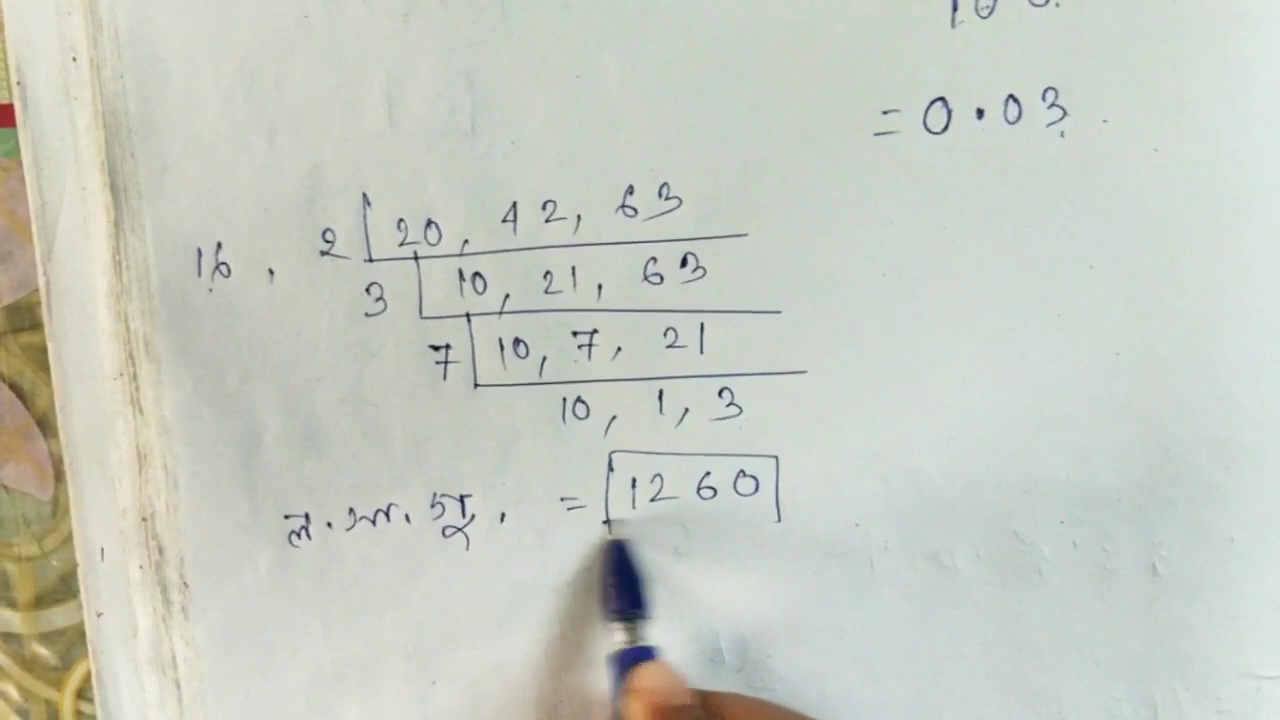 = 0.03
16, 2 20, 42, 63
3 10, 21, 63
7 10, 7, 21
10, 1, 3
ল.সা.গু. = 1260